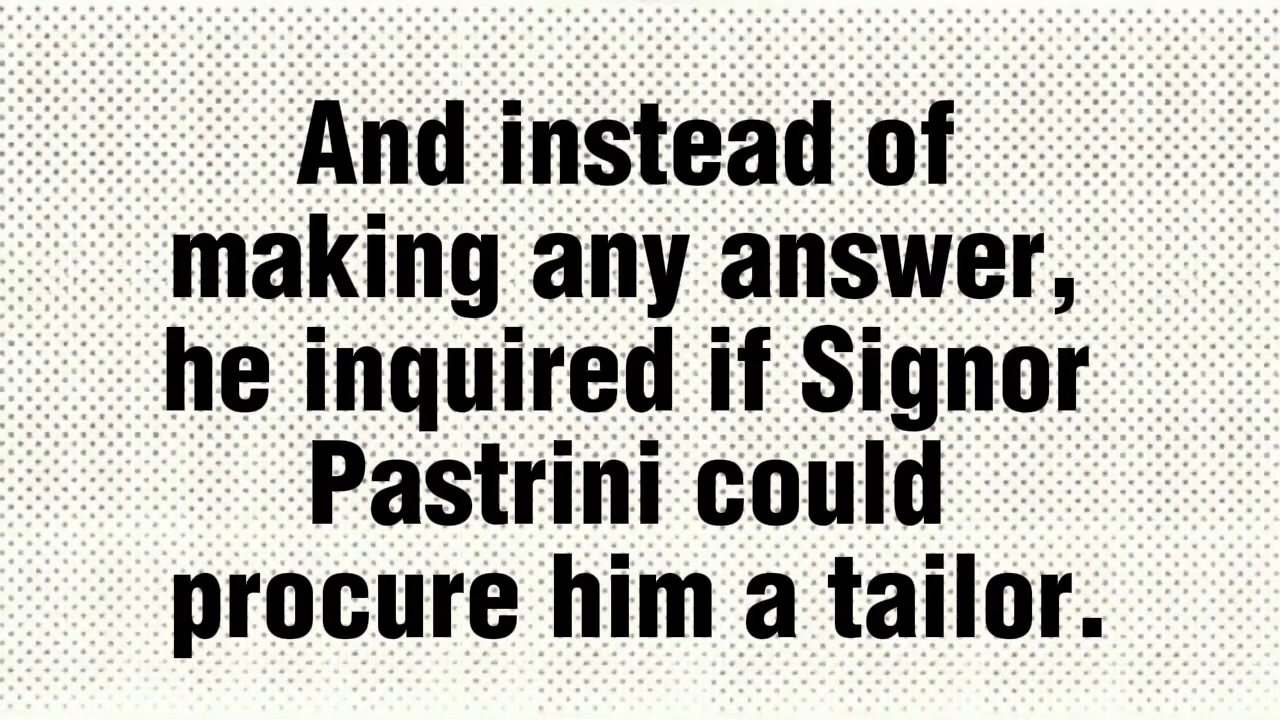 And instead of
making any answer,
he inquired if Signor
Pastrini could
procure him a tailor.